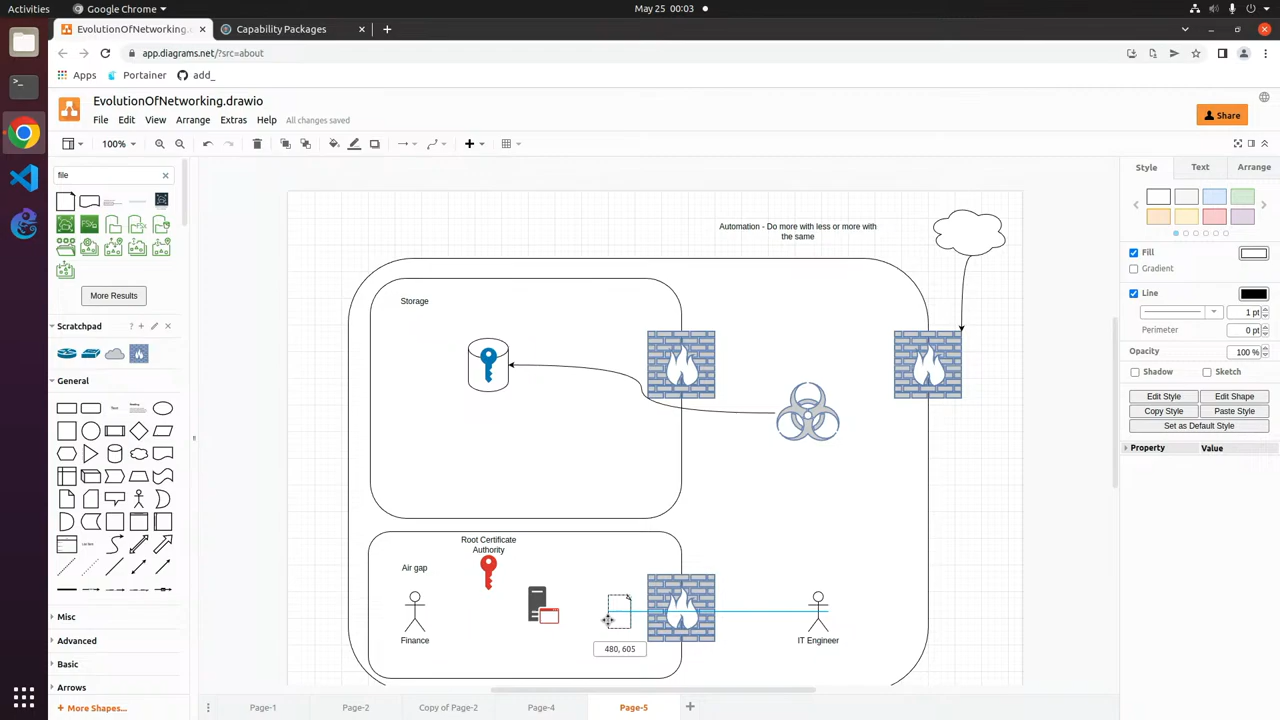 Activities
Google Chrome
May 25 00:03
EvolutionOfNetworking.
Capability Packages
app.diagrams.net/?src=about
Apps
Portainer
add_
EvolutionOfNetworking.drawio
File
Edit
View
Arrange
Extras
Help
All changes saved
Share
100%
file
More Results
Scratchpad
General
Text
Misc
Advanced
Basic
Arrows
More Shapes...
Automation - Do more with less or more with
the same
Storage
Root Certificate
Authority
Air gap
Finance
480, 605
IT Engineer
Style
Text
Arrange
Fill
Gradient
Line
1 pt
Perimeter
0 pt
Opacity
100 %
Shadow
Sketch
Edit Style
Edit Shape
Copy Style
Paste Style
Set as Default Style
Property
Value
Page-1
Page-2
Copy of Page-2
Page-4
Page-5